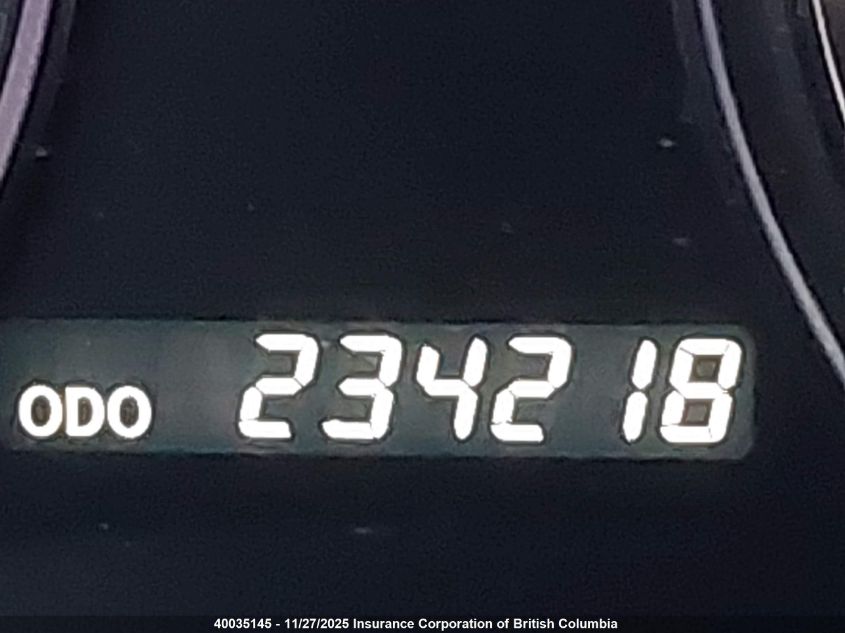 ODO 234218
40035145 - 11/27/2025 Insurance Corporation of British Columbia